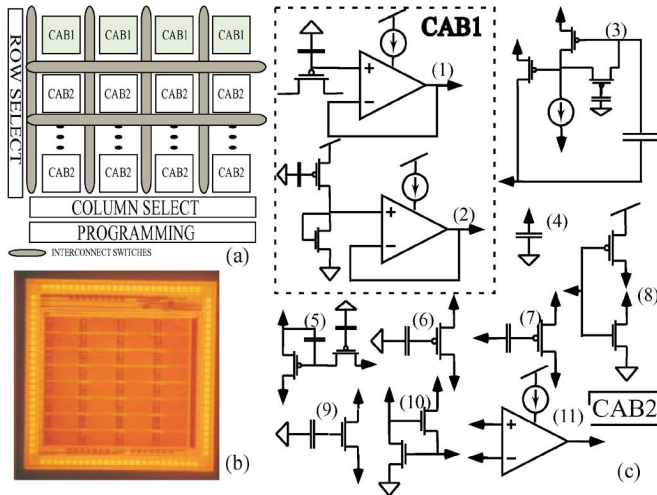 ROW SELECT
CAB1 CAB1 CAB1 CAB1
CAB2 CAB2 CAB2 CAB2
CAB2 CAB2 CAB2 CAB2
COLUMN SELECT
PROGRAMMING
INTERCONNECT SWITCHES
(a)
(b)
CAB1
+
−
(1)
+
−
(2)
(3)
(4)
(5)
(6)
(7)
(8)
(9)
(10)
+
−
(11)
CAB2
(c)